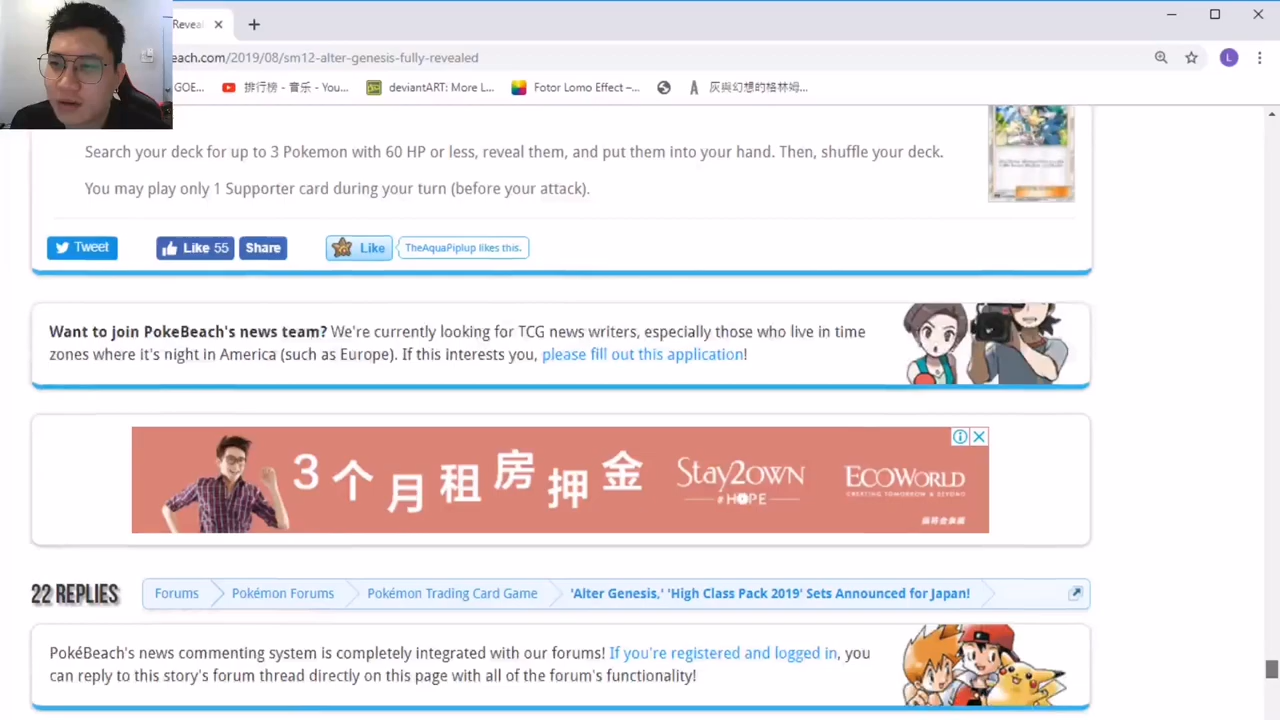 Reveal
each.com/2019/08/sm12-alter-genesis-fully-revealed
L
GOE...
排行榜 - 音乐 - You...
deviantART: More L...
Fotor Lomo Effect –...
灰與幻想的格林姆...
Search your deck for up to 3 Pokemon with 60 HP or less, reveal them, and put them into your hand. Then, shuffle your deck.
You may play only 1 Supporter card during your turn (before your attack).
Tweet
Like 55
Share
Like
TheAquaPiplup likes this.
Want to join PokeBeach's news team? We're currently looking for TCG news writers, especially those who live in time
zones where it's night in America (such as Europe). If this interests you, please fill out this application!
3个月租房押金
STAY2OWN
#HOPE
ECOWORLD
CREATING TOMORROW & BEYOND
22 REPLIES
Forums
Pokémon Forums
Pokémon Trading Card Game
'Alter Genesis,' 'High Class Pack 2019' Sets Announced for Japan!
PokéBeach's news commenting system is completely integrated with our forums! If you're registered and logged in, you
can reply to this story's forum thread directly on this page with all of the forum's functionality!